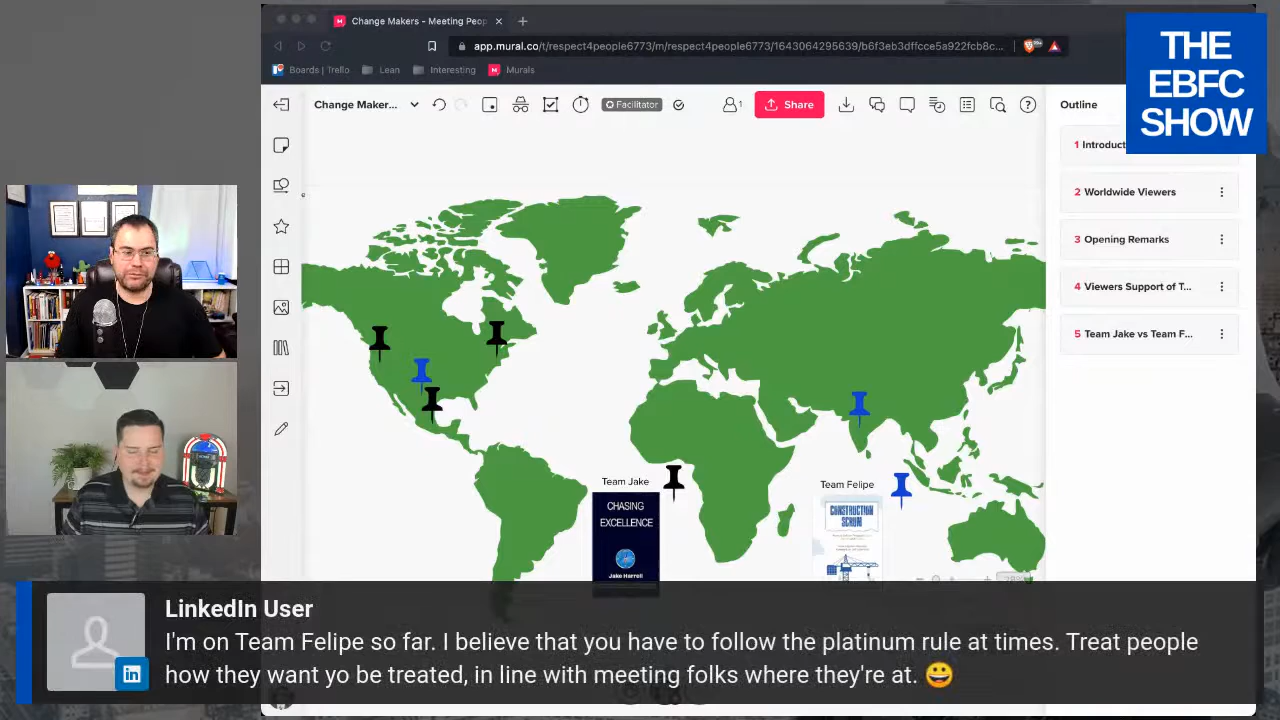 Change Makers - Meeting Peop
app.mural.co/t/respect4people6773/m/respect4people6773/1643064295639/b6f3eb3dffcce5a922fcb8c...
Boards | Trello
Lean
Interesting
Murals
THE
EBFC
SHOW
Change Maker...
Facilitator
1
Share
Outline
1 Introduct
2 Worldwide Viewers
3 Opening Remarks
4 Viewers Support of T...
5 Team Jake vs Team F...
Team Jake
CHASING
EXCELLENCE
Jake Harrell
Team Felipe
CONSTRUCTION
SCRUM
LinkedIn User
I'm on Team Felipe so far. I believe that you have to follow the platinum rule at times. Treat people
how they want yo be treated, in line with meeting folks where they're at. 😀
in